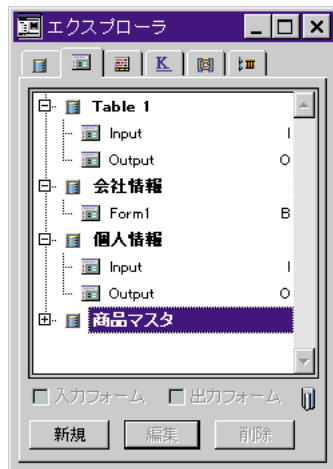 エクスプローラ
K
Table 1
Input I
Output O
会社情報
Form1 B
個人情報
Input I
Output O
商品マスタ
入力フォーム 出力フォーム
新規 編集 削除